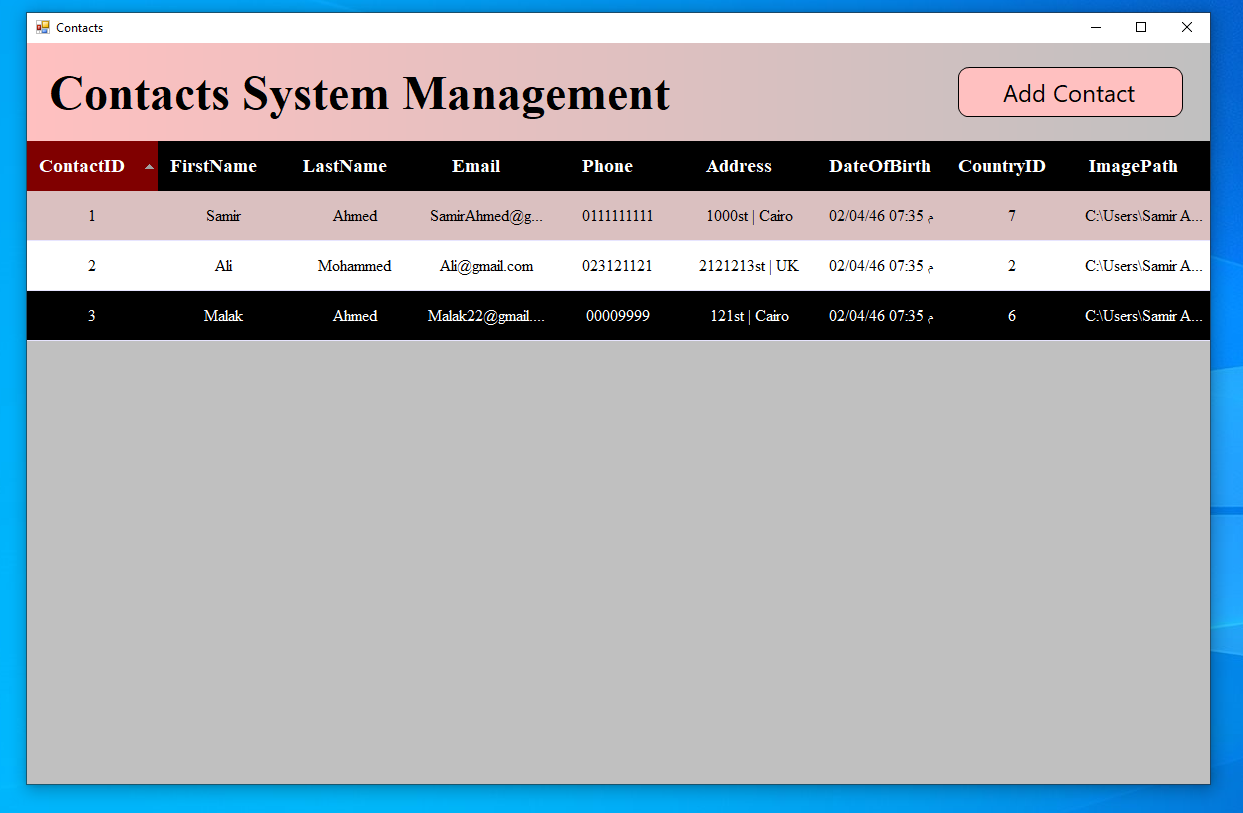 Contacts
Contacts System Management
Add Contact
ContactID FirstName LastName Email Phone Address DateOfBirth CountryID ImagePath
1 Samir Ahmed SamirAhmed@g... 0111111111 1000st | Cairo 02/04/46 07:35 م 7 C:\Users\Samir A...
2 Ali Mohammed Ali@gmail.com 023121121 2121213st | UK 02/04/46 07:35 م 2 C:\Users\Samir A...
3 Malak Ahmed Malak22@gmail.... 00009999 121st | Cairo 02/04/46 07:35 م 6 C:\Users\Samir A...